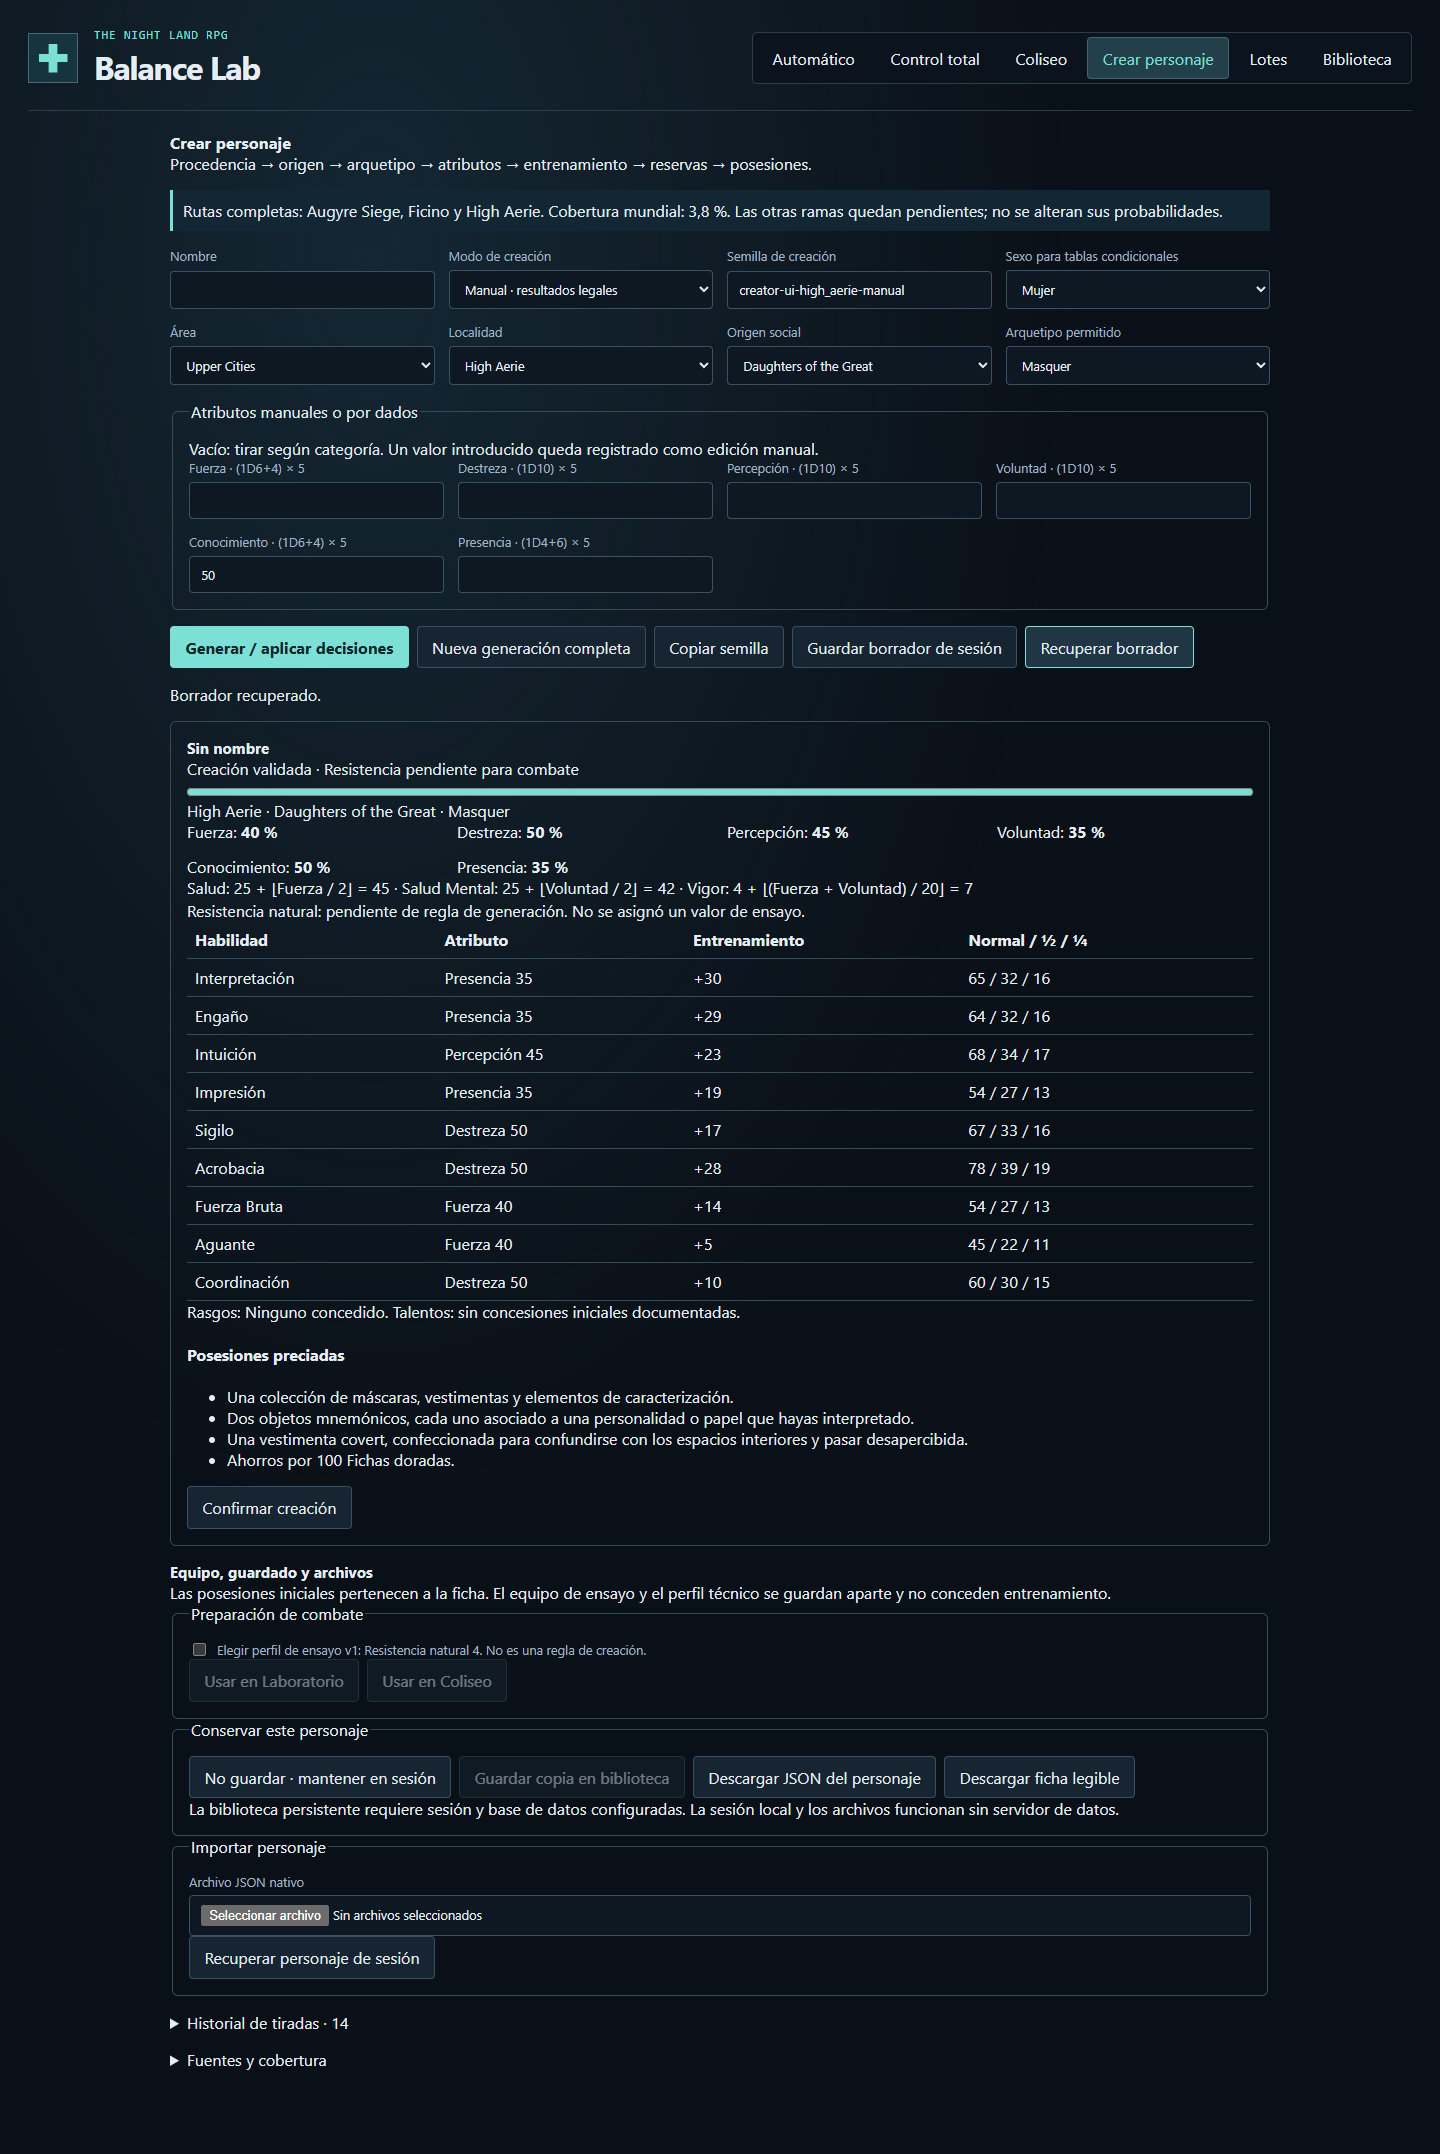 THE NIGHT LAND RPG
Balance Lab
Automático Control total Coliseo Crear personaje Lotes Biblioteca
Crear personaje
Procedencia → origen → arquetipo → atributos → entrenamiento → reservas → posesiones.
Rutas completas: Augyre Siege, Ficino y High Aerie. Cobertura mundial: 3,8 %. Las otras ramas quedan pendientes; no se alteran sus probabilidades.
Nombre Modo de creación Semilla de creación Sexo para tablas condicionales
Manual · resultados legales creator-ui-high_aerie-manual Mujer
Área Localidad Origen social Arquetipo permitido
Upper Cities High Aerie Daughters of the Great Masquer
Atributos manuales o por dados
Vacío: tirar según categoría. Un valor introducido queda registrado como edición manual.
Fuerza · (1D6+4) × 5 Destreza · (1D10) × 5 Percepción · (1D10) × 5 Voluntad · (1D10) × 5
Conocimiento · (1D6+4) × 5 Presencia · (1D4+6) × 5
50
Generar / aplicar decisiones Nueva generación completa Copiar semilla Guardar borrador de sesión Recuperar borrador
Borrador recuperado.
Sin nombre
Creación validada · Resistencia pendiente para combate
High Aerie · Daughters of the Great · Masquer
Fuerza: 40 % Destreza: 50 % Percepción: 45 % Voluntad: 35 %
Conocimiento: 50 % Presencia: 35 %
Salud: 25 + ⌊Fuerza / 2⌋ = 45 · Salud Mental: 25 + ⌊Voluntad / 2⌋ = 42 · Vigor: 4 + ⌊(Fuerza + Voluntad) / 20⌋ = 7
Resistencia natural: pendiente de regla de generación. No se asignó un valor de ensayo.
Habilidad Atributo Entrenamiento Normal / ½ / ¼
Interpretación Presencia 35 +30 65 / 32 / 16
Engaño Presencia 35 +29 64 / 32 / 16
Intuición Percepción 45 +23 68 / 34 / 17
Impresión Presencia 35 +19 54 / 27 / 13
Sigilo Destreza 50 +17 67 / 33 / 16
Acrobacia Destreza 50 +28 78 / 39 / 19
Fuerza Bruta Fuerza 40 +14 54 / 27 / 13
Aguante Fuerza 40 +5 45 / 22 / 11
Coordinación Destreza 50 +10 60 / 30 / 15
Rasgos: Ninguno concedido. Talentos: sin concesiones iniciales documentadas.
Posesiones preciadas
• Una colección de máscaras, vestimentas y elementos de caracterización.
• Dos objetos mnemónicos, cada uno asociado a una personalidad o papel que hayas interpretado.
• Una vestimenta covert, confeccionada para confundirse con los espacios interiores y pasar desapercibida.
• Ahorros por 100 Fichas doradas.
Confirmar creación
Equipo, guardado y archivos
Las posesiones iniciales pertenecen a la ficha. El equipo de ensayo y el perfil técnico se guardan aparte y no conceden entrenamiento.
Preparación de combate
Elegir perfil de ensayo v1: Resistencia natural 4. No es una regla de creación.
Usar en Laboratorio Usar en Coliseo
Conservar este personaje
No guardar · mantener en sesión Guardar copia en biblioteca Descargar JSON del personaje Descargar ficha legible
La biblioteca persistente requiere sesión y base de datos configuradas. La sesión local y los archivos funcionan sin servidor de datos.
Importar personaje
Archivo JSON nativo
Seleccionar archivo Sin archivos seleccionados
Recuperar personaje de sesión
Historial de tiradas · 14
Fuentes y cobertura